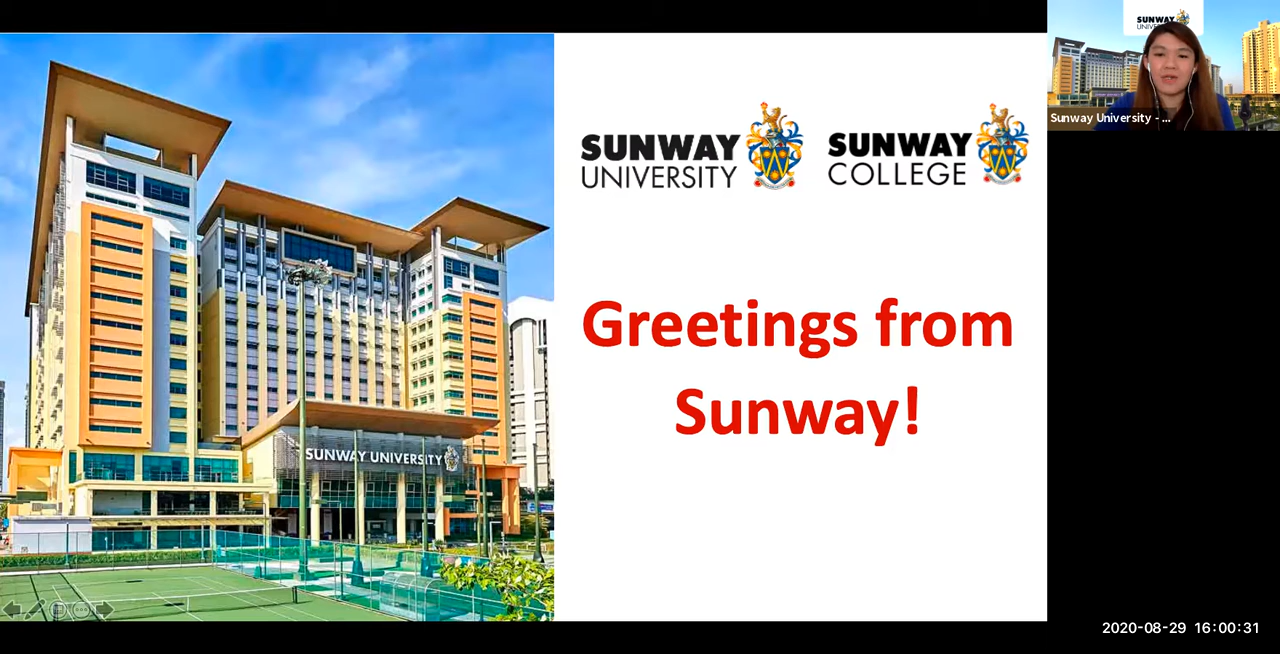 SUNWAY
UNIVERSITY
SUNWAY
COLLEGE
Greetings from
Sunway!
SUNWAY UNIVERSITY
SUNWAY
Sunway University - ...
2020-08-29 16:00:31